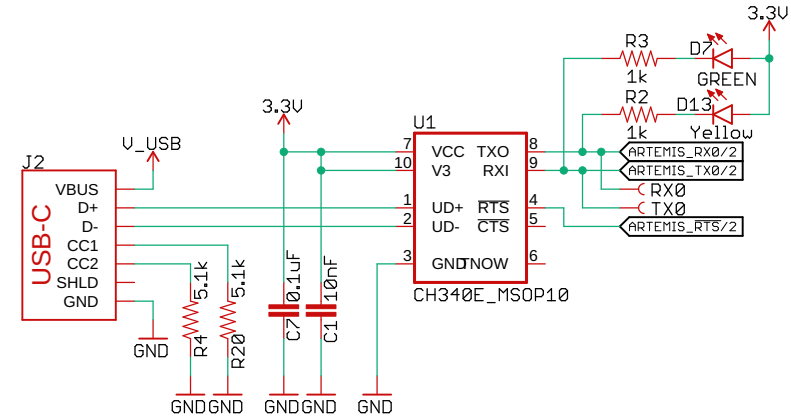 3.3V
R3
D7
1k
GREEN
R2
D13
1k
Yellow
3.3V
U1
V_USB
J2
USB-C
VBUS
D+
D-
CC1
CC2
SHLD
GND
7 VCC TXO 8
10 V3 RXI 9
1 UD+ RTS 4
2 UD- CTS 5
3 GND TNOW 6
CH340E_MSOP10
ARTEMIS_RX0/2
ARTEMIS_TX0/2
RX0
TX0
ARTEMIS_RTS/2
5.1k
R4
5.1k
R20
0.1uF
C7
10nF
C1
GND
GND
GND
GND
GND
GND